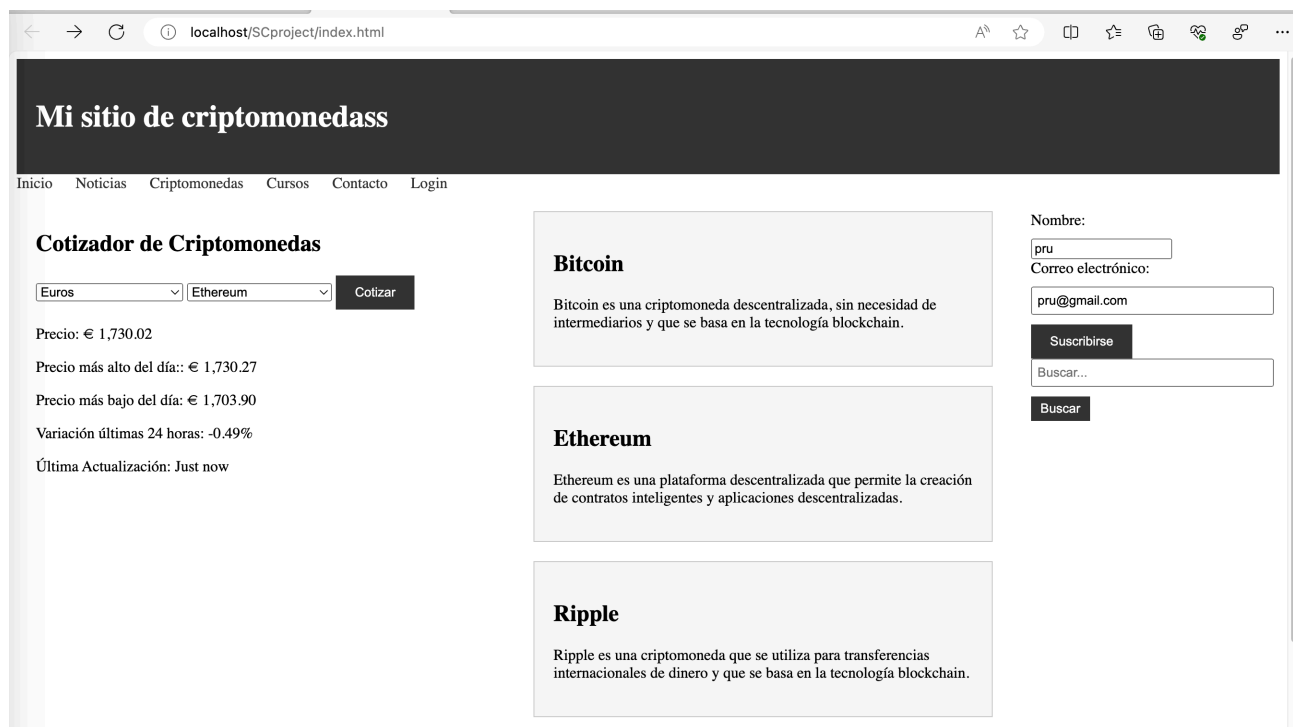 localhost/SCproject/index.html
Mi sitio de criptomonedass
Inicio Noticias Criptomonedas Cursos Contacto Login
Cotizador de Criptomonedas
Euros Ethereum Cotizar
Precio: € 1,730.02
Precio más alto del día:: € 1,730.27
Precio más bajo del día: € 1,703.90
Variación últimas 24 horas: -0.49%
Última Actualización: Just now
Bitcoin
Bitcoin es una criptomoneda descentralizada, sin necesidad de
intermediarios y que se basa en la tecnología blockchain.
Ethereum
Ethereum es una plataforma descentralizada que permite la creación
de contratos inteligentes y aplicaciones descentralizadas.
Ripple
Ripple es una criptomoneda que se utiliza para transferencias
internacionales de dinero y que se basa en la tecnología blockchain.
Nombre:
pru
Correo electrónico:
pru@gmail.com
Suscribirse
Buscar...
Buscar